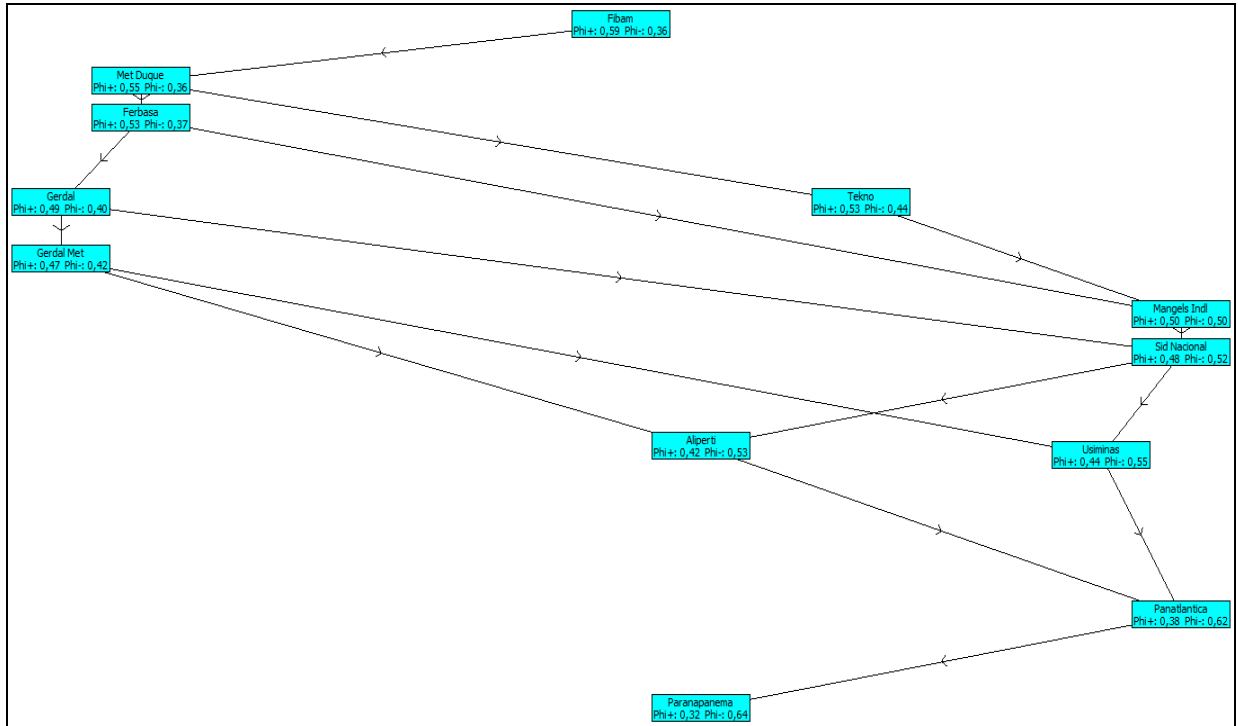 Fibam
Phi+: 0,59 Phi-: 0,36
Met Duque
Phi+: 0,55 Phi-: 0,36
Ferbasa
Phi+: 0,53 Phi-: 0,37
Gerdal
Phi+: 0,49 Phi-: 0,40
Tekno
Phi+: 0,53 Phi-: 0,44
Gerdal Met
Phi+: 0,47 Phi-: 0,42
Mangels Indl
Phi+: 0,50 Phi-: 0,50
Sid Nacional
Phi+: 0,48 Phi-: 0,52
Aliperti
Phi+: 0,42 Phi-: 0,53
Usiminas
Phi+: 0,44 Phi-: 0,55
Panatlantica
Phi+: 0,38 Phi-: 0,62
Paranapanema
Phi+: 0,32 Phi-: 0,64